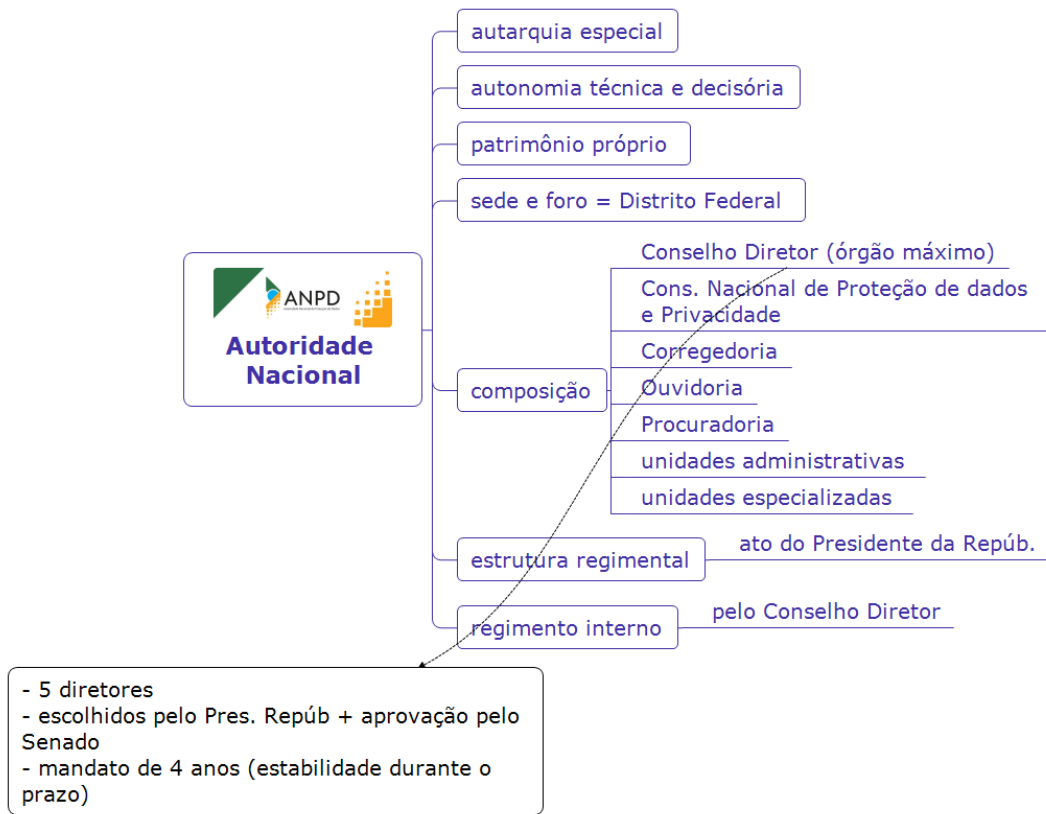 autarquia especial
autonomia técnica e decisória
patrimônio próprio
sede e foro = Distrito Federal
ANPD
Autoridade
Nacional
composição
Conselho Diretor (órgão máximo)
Cons. Nacional de Proteção de dados
e Privacidade
Corregedoria
Ouvidoria
Procuradoria
unidades administrativas
unidades especializadas
estrutura regimental
ato do Presidente da Repúb.
regimento interno
pelo Conselho Diretor
- 5 diretores
- escolhidos pelo Pres. Repúb + aprovação pelo
Senado
- mandato de 4 anos (estabilidade durante o
prazo)